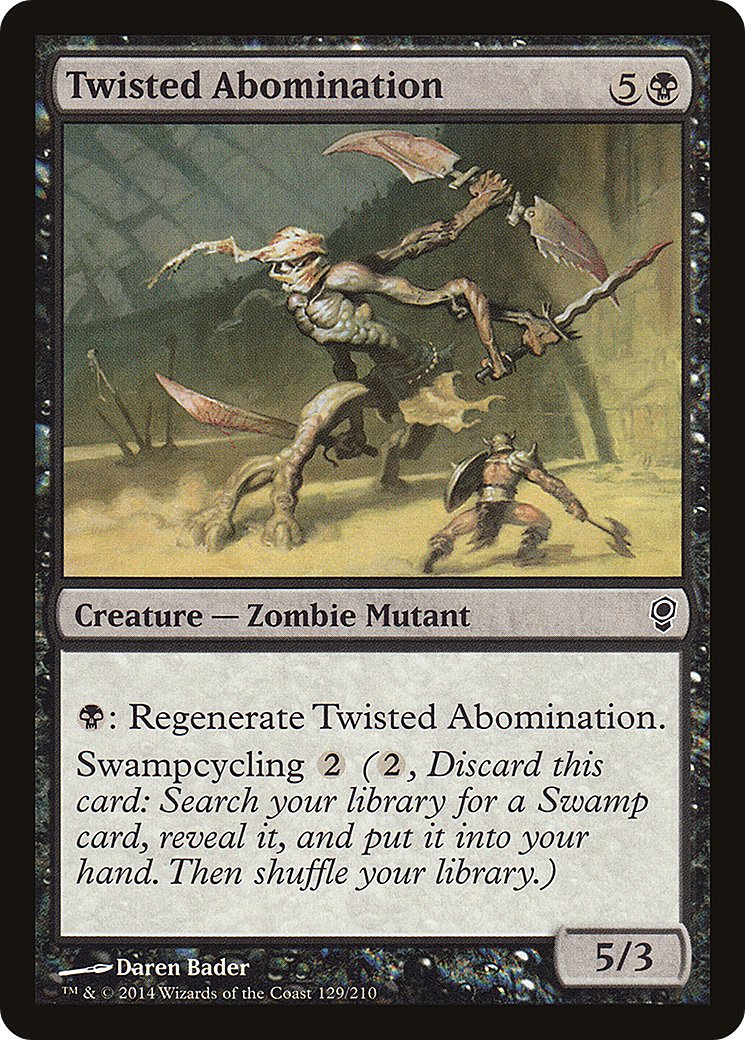 Twisted Abomination 5
Creature — Zombie Mutant
: Regenerate Twisted Abomination.
Swampcycling 2 (2, Discard this
card: Search your library for a Swamp
card, reveal it, and put it into your
hand. Then shuffle your library.)
5/3
Daren Bader
™ & © 2014 Wizards of the Coast 129/210